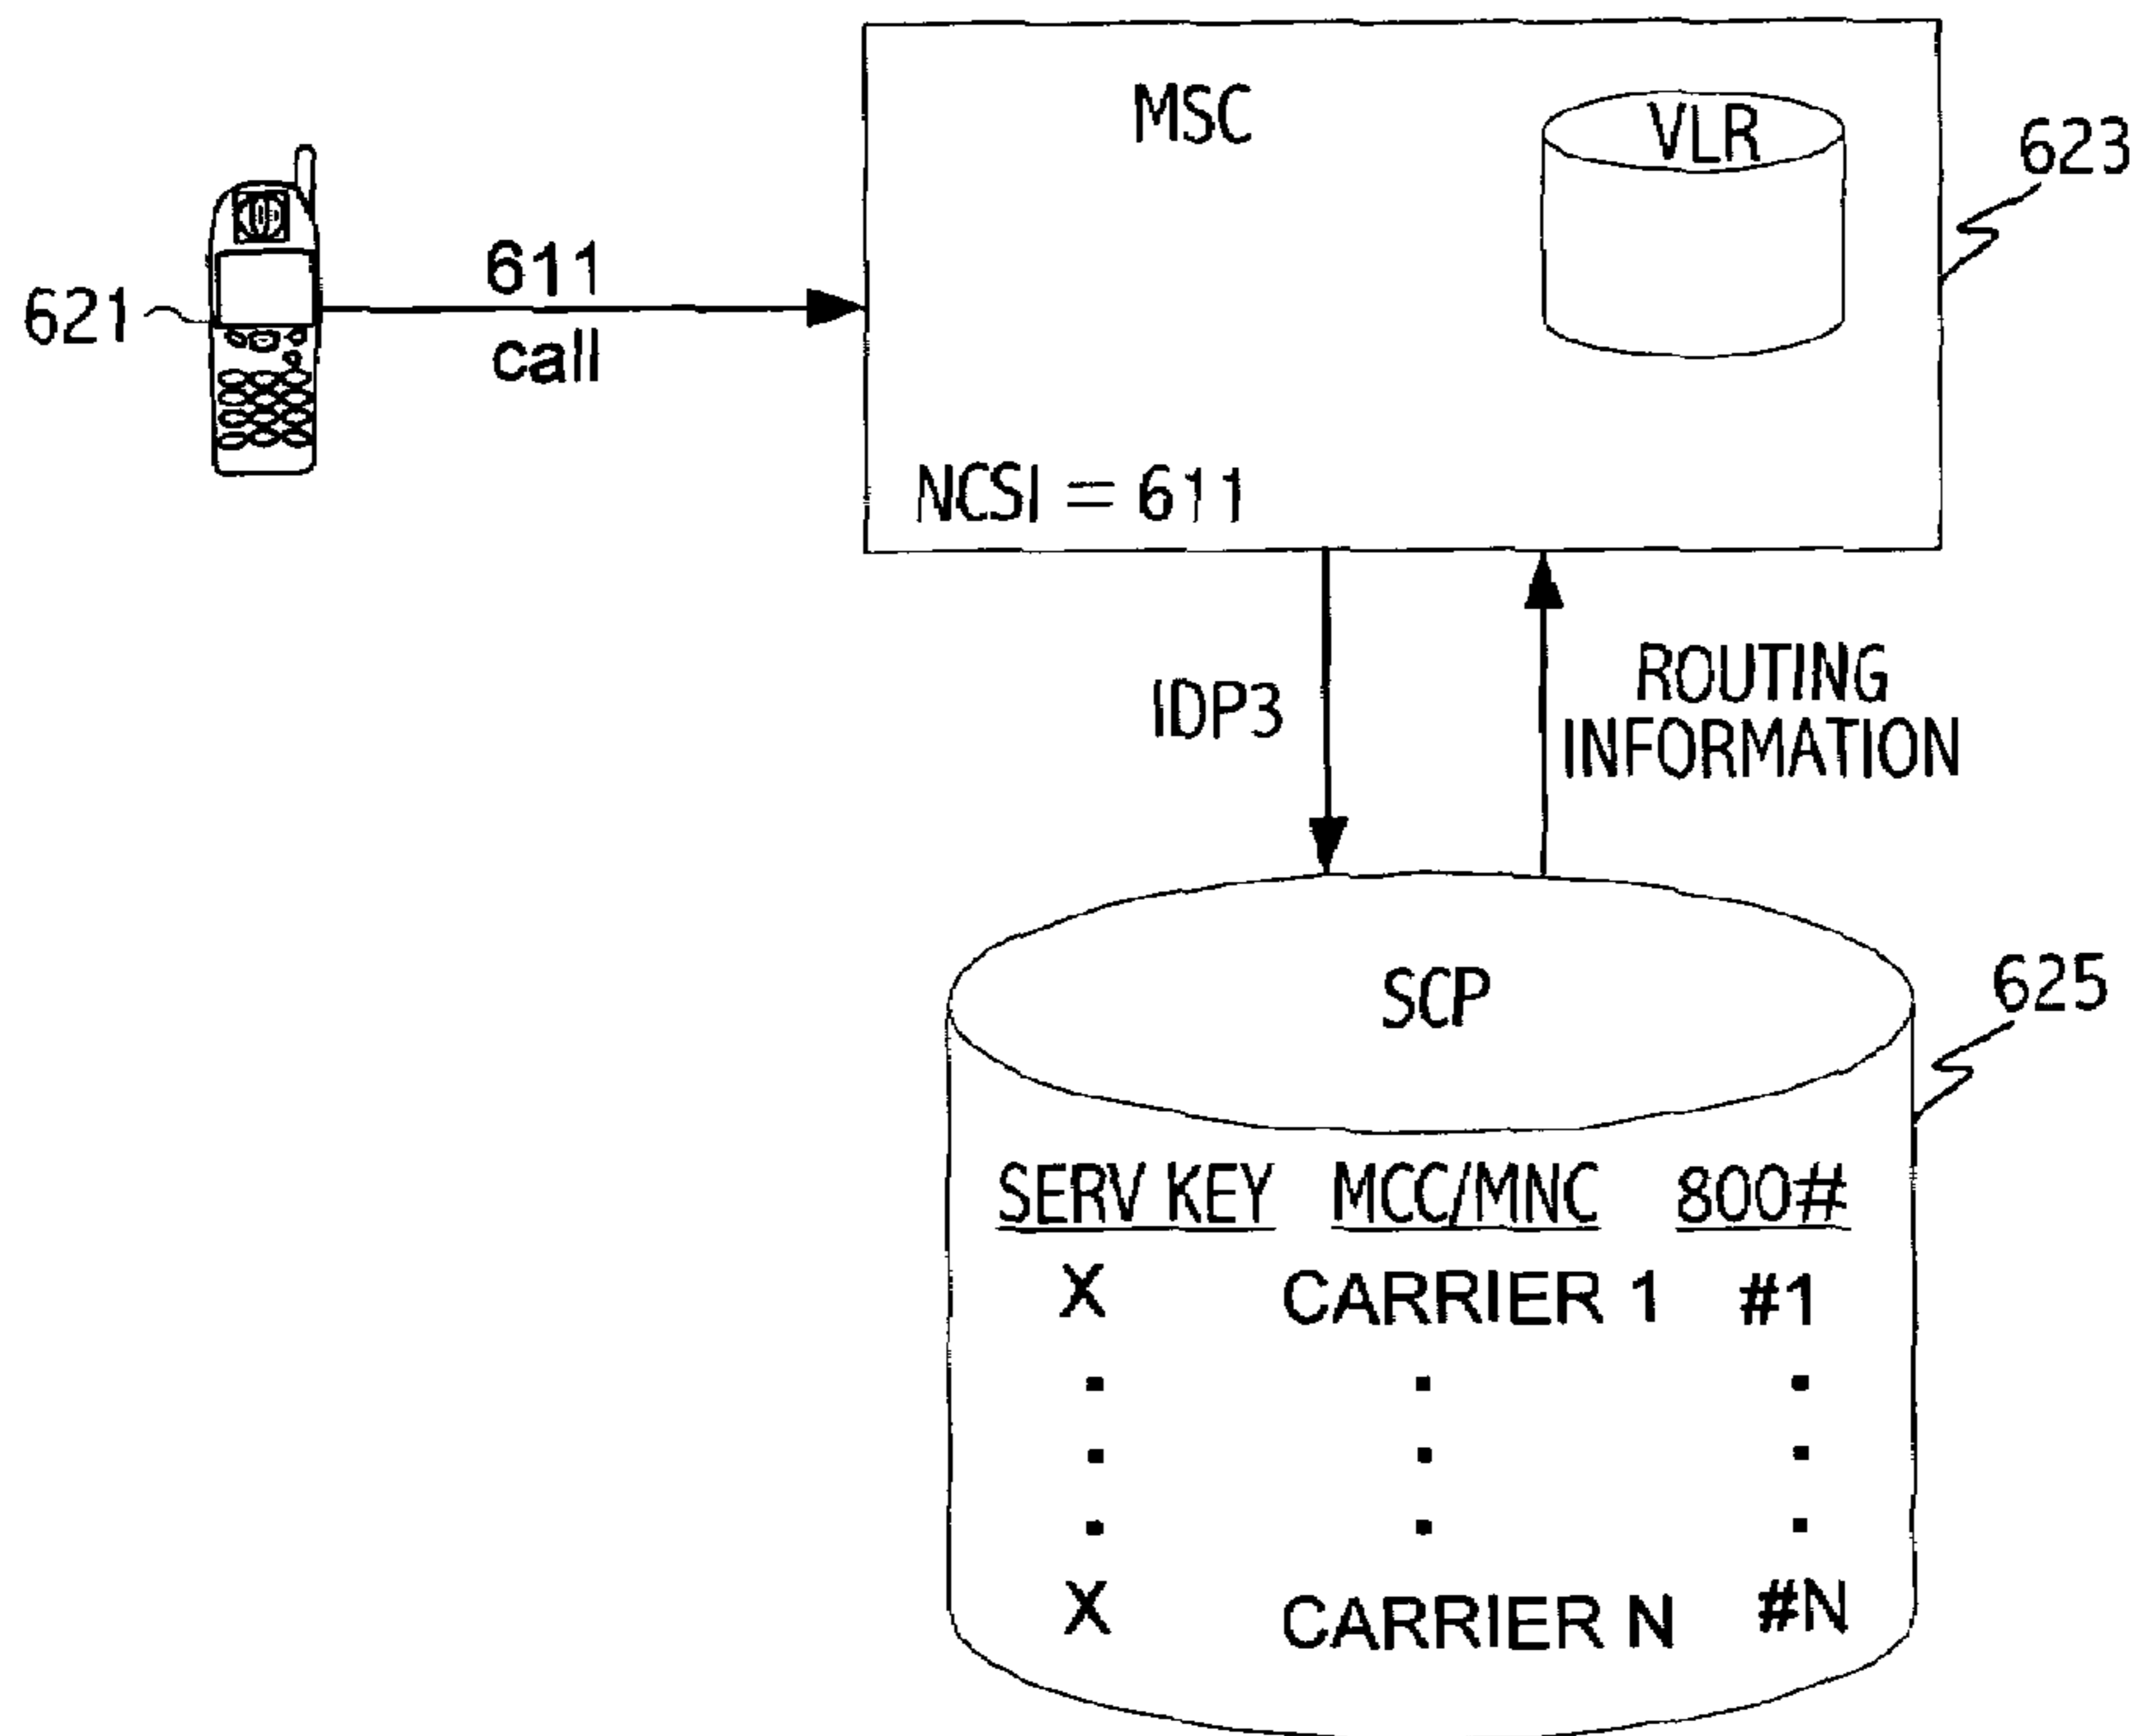 MSC
VLR
623
621
611
call
NCSI = 611
IDP3
ROUTING
INFORMATION
SCP
625
SERV KEY MCC/MNC 800#
X CARRIER 1 #1
X CARRIER N #N